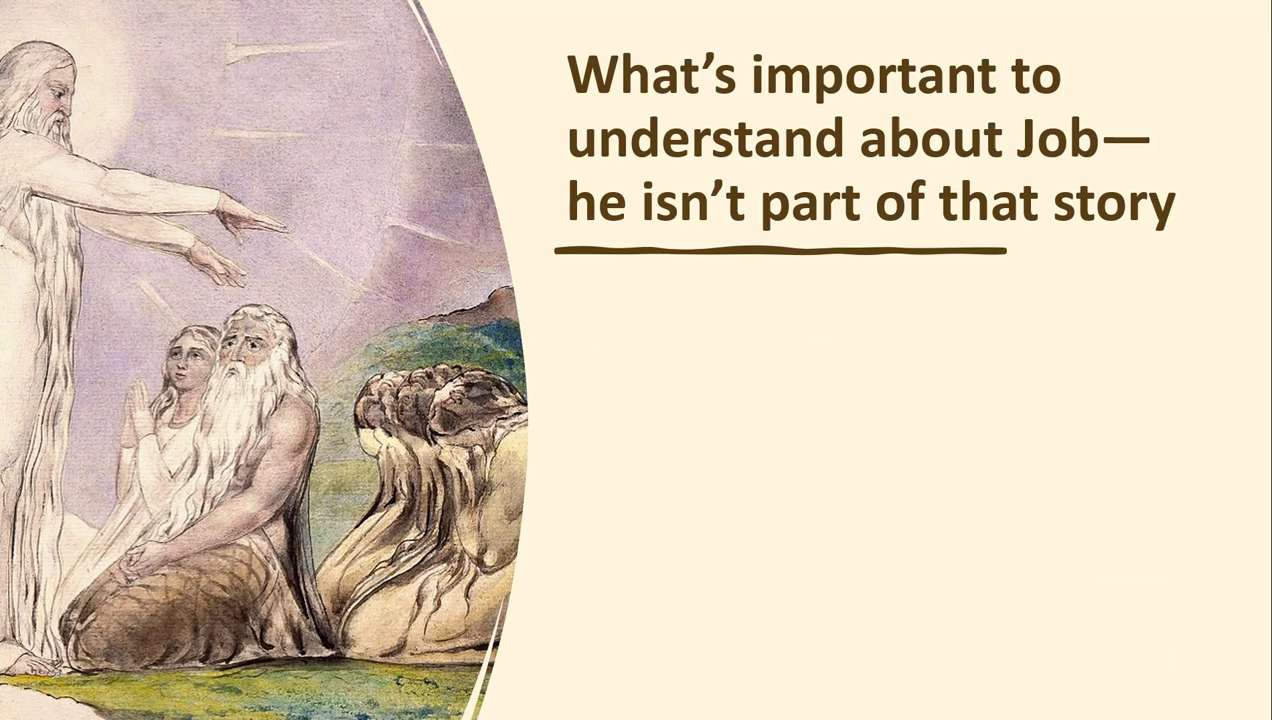 What’s important to
understand about Job—
he isn’t part of that story